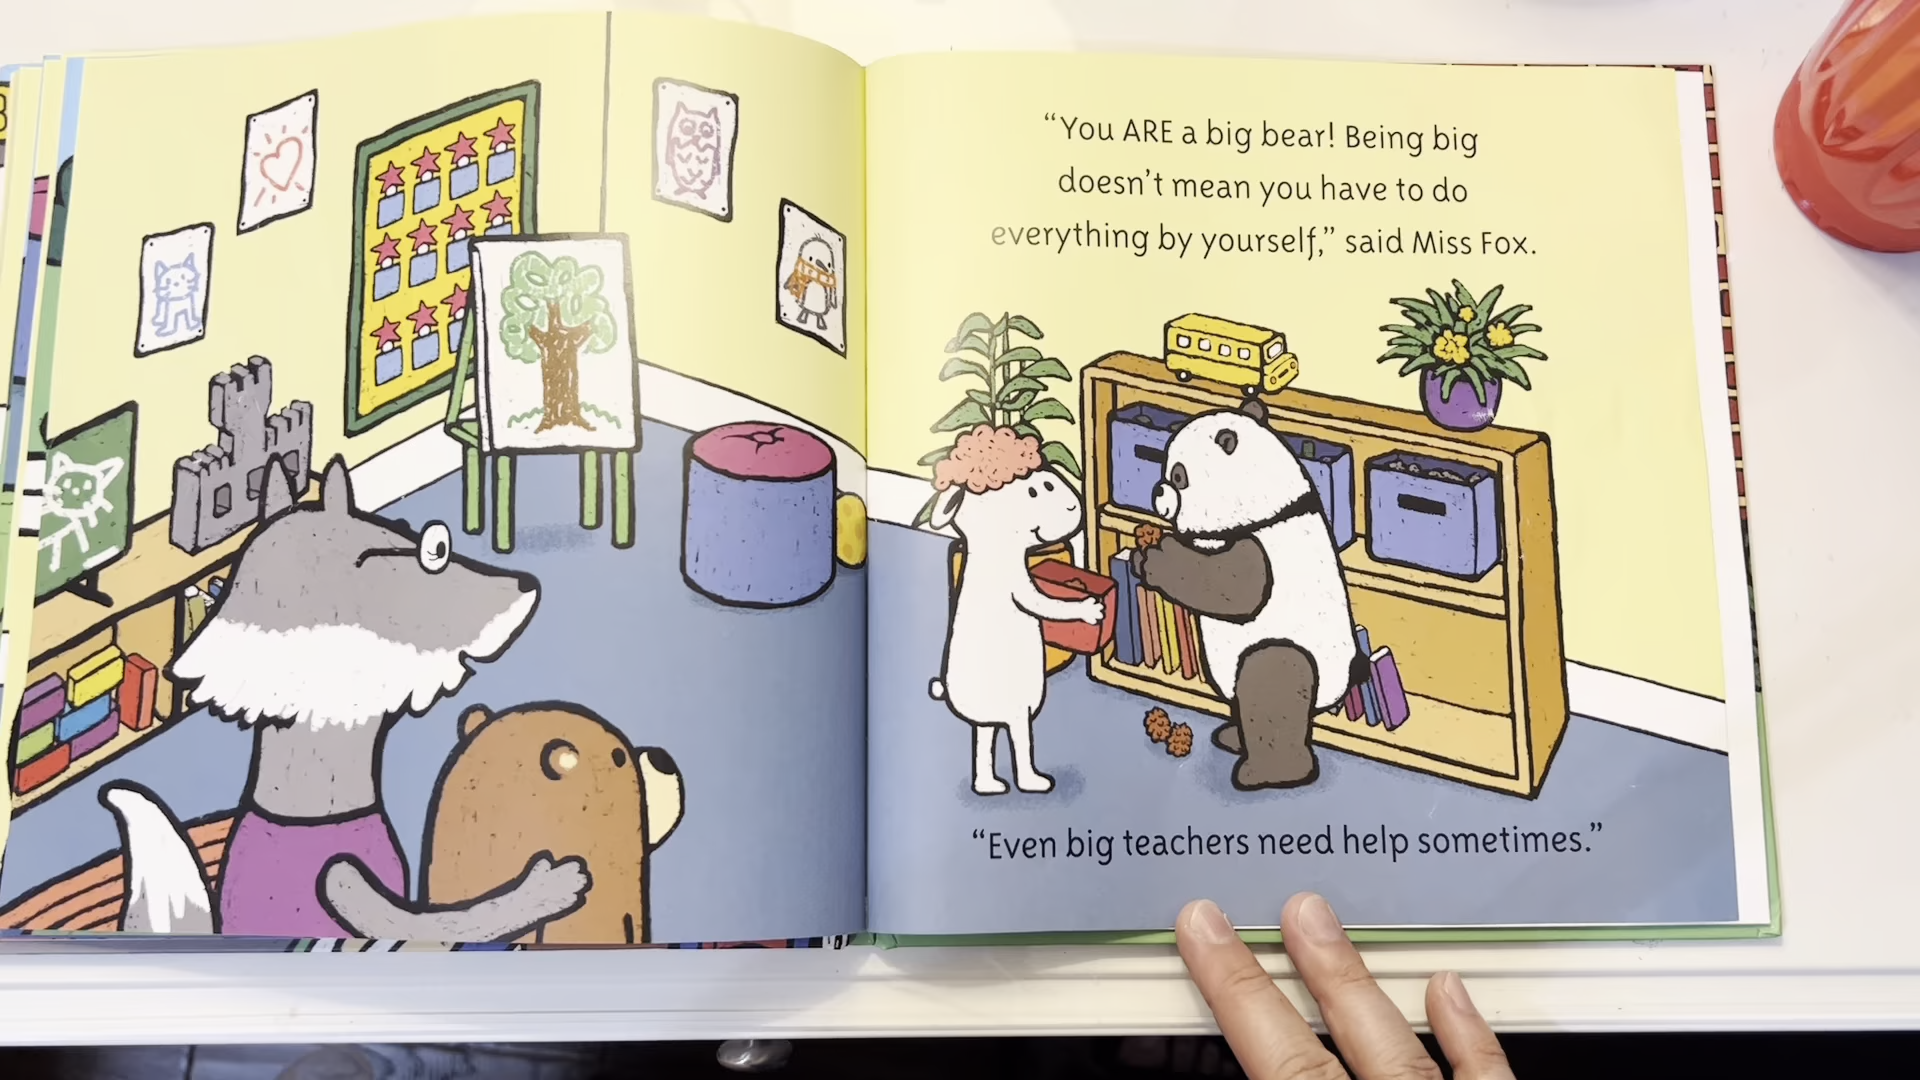 “You ARE a big bear! Being big
doesn’t mean you have to do
everything by yourself,” said Miss Fox.
“Even big teachers need help sometimes.”